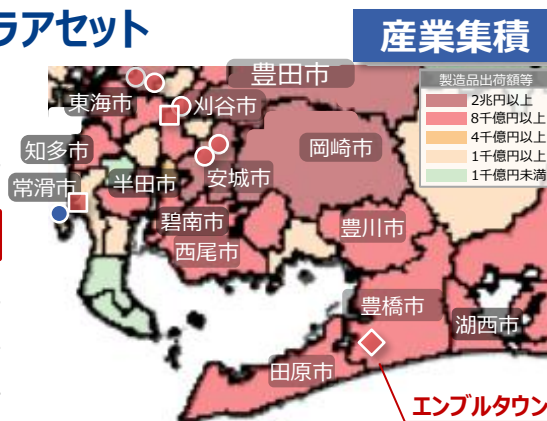 ラアセット
産業集積
製造品出荷額等
2兆円以上
8千億円以上
4千億円以上
1千億円以上
1千億円未満
豊田市
東海市
刈谷市
知多市
岡崎市
常滑市
半田市
安城市
碧南市
豊川市
西尾市
豊橋市
湖西市
田原市
エンブルタウン